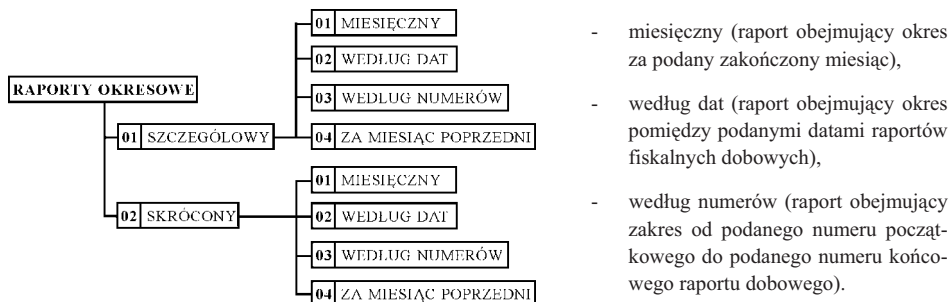 RAPORTY OKRESOWE
01 SZCZEGÓŁOWY
01 MIESIĘCZNY
02 WEDŁUG DAT
03 WEDŁUG NUMERÓW
04 ZA MIESIĄC POPRZEDNI
02 SKRÓCONY
01 MIESIĘCZNY
02 WEDŁUG DAT
03 WEDŁUG NUMERÓW
04 ZA MIESIĄC POPRZEDNI
- miesięczny (raport obejmujący okres
za podany zakończony miesiąc),
- według dat (raport obejmujący okres
pomiędzy podanymi datami raportów
fiskalnych dobowych),
- według numerów (raport obejmujący
zakres od podanego numeru począt-
kowego do podanego numeru końco-
wego raportu dobowego).